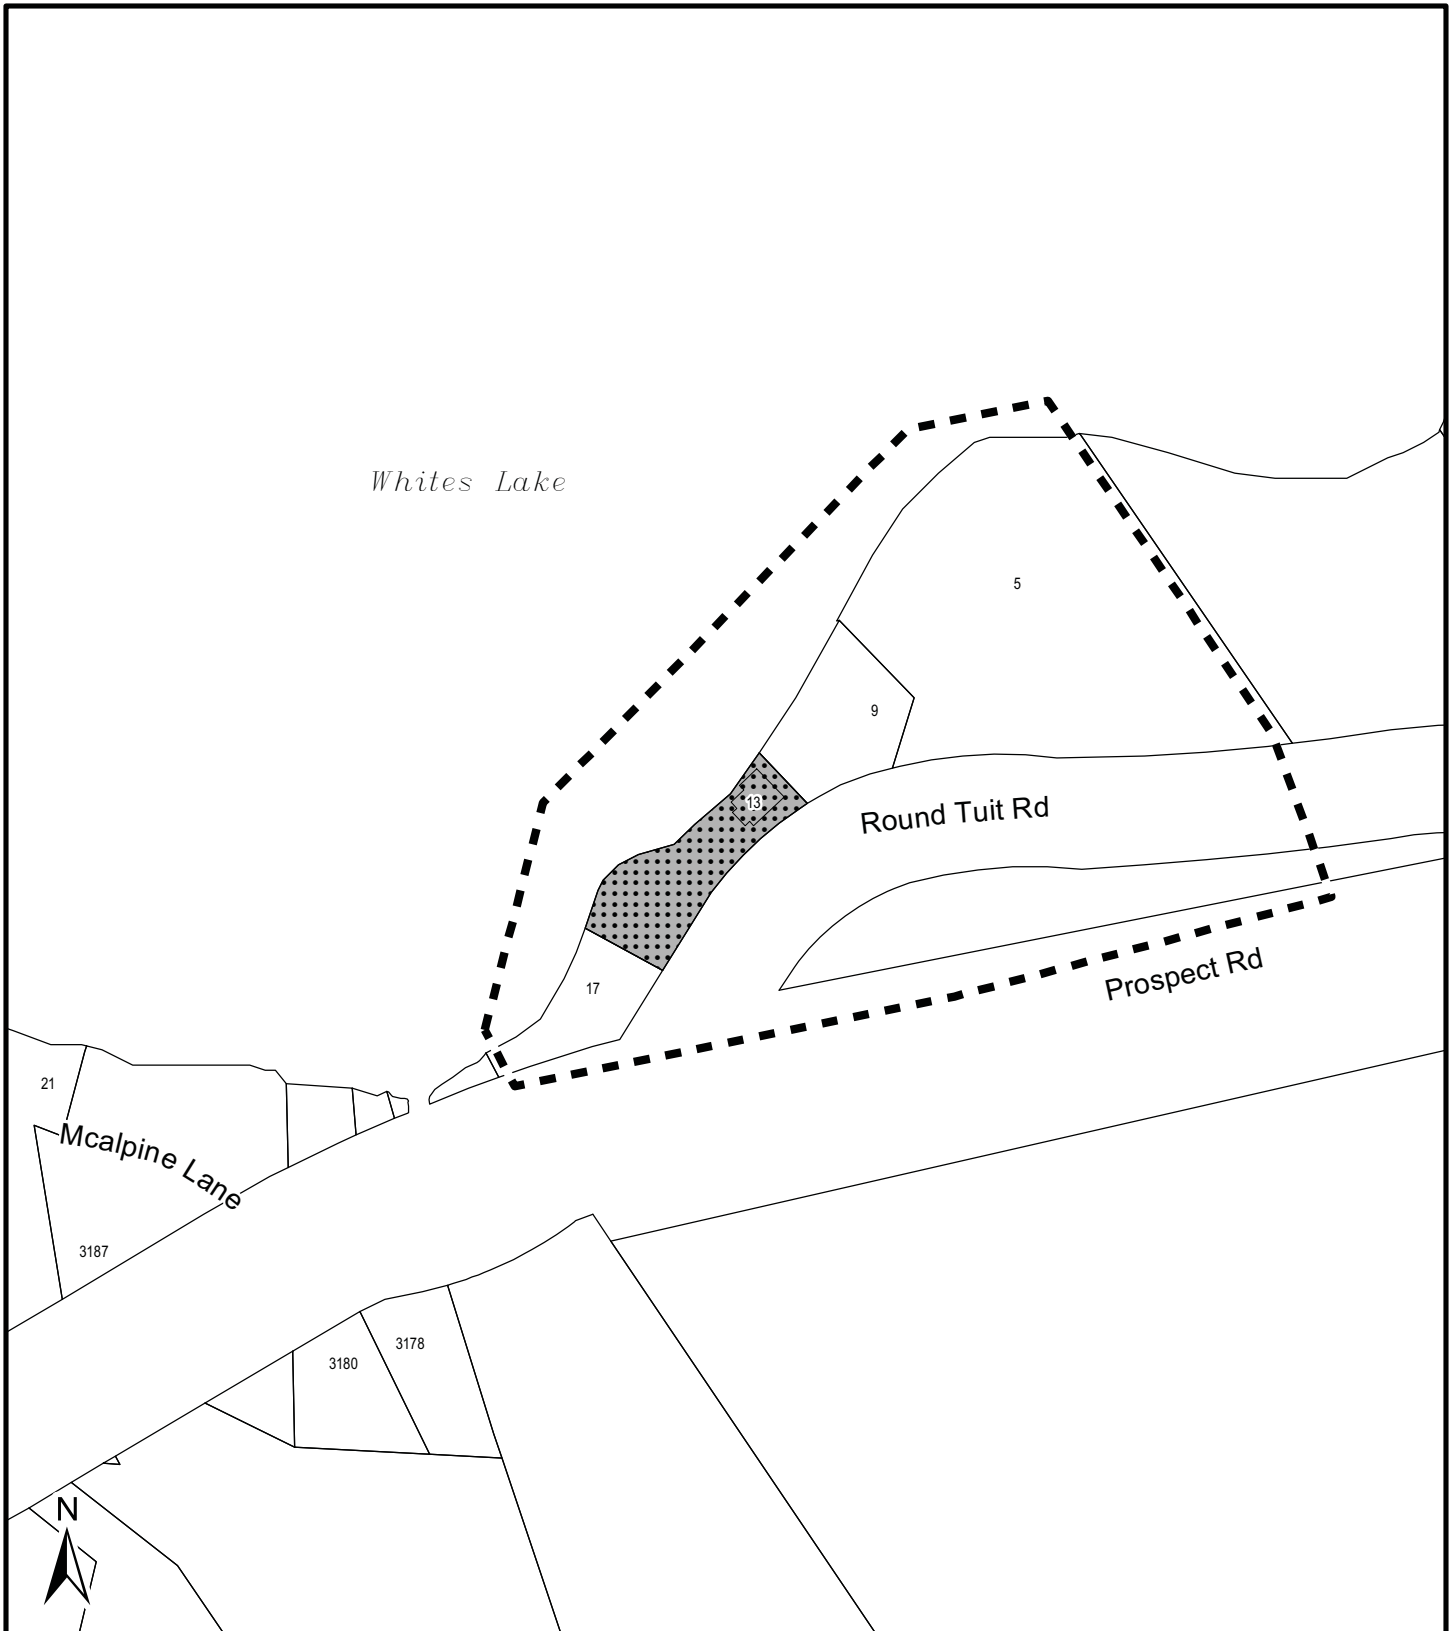 Whites Lake
5
9
13
Round Tuit Rd
Prospect Rd
17
21
Mcalpine Lane
3187
3178
3180
N